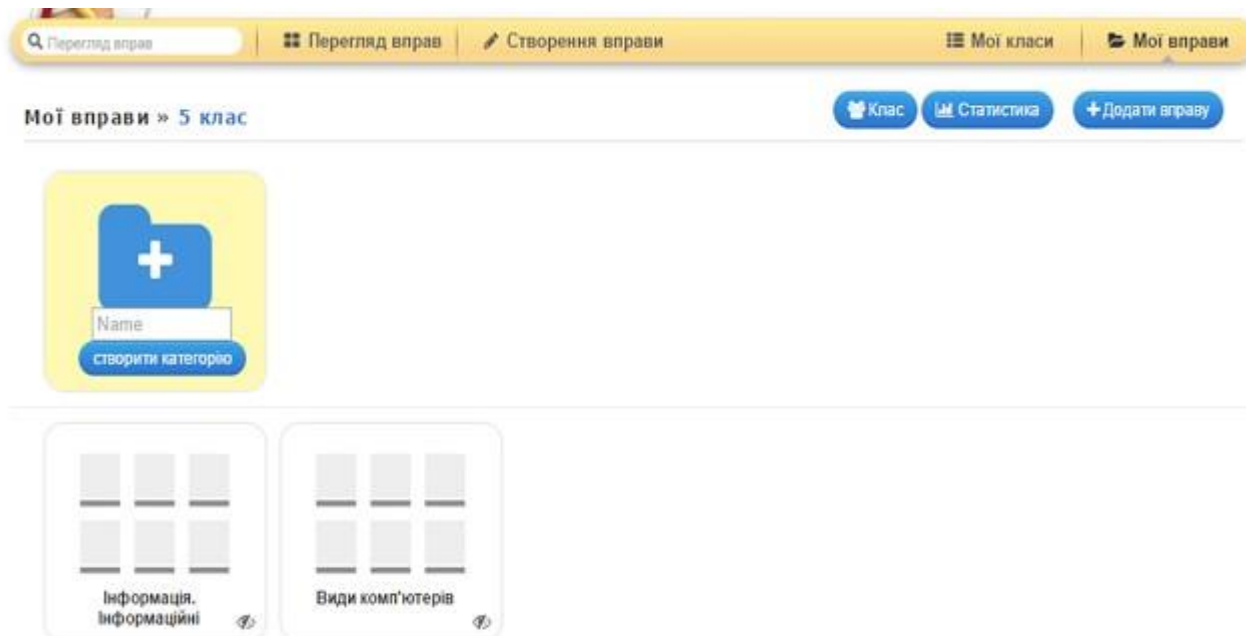 Перегляд вправ
Перегляд вправ
Створення вправи
Мої класи
Мої вправи
Мої вправи » 5 клас
Клас
Статистика
Додати вправу
Name
створити категорію
Інформація.
Інформаційні
Види комп'ютерів